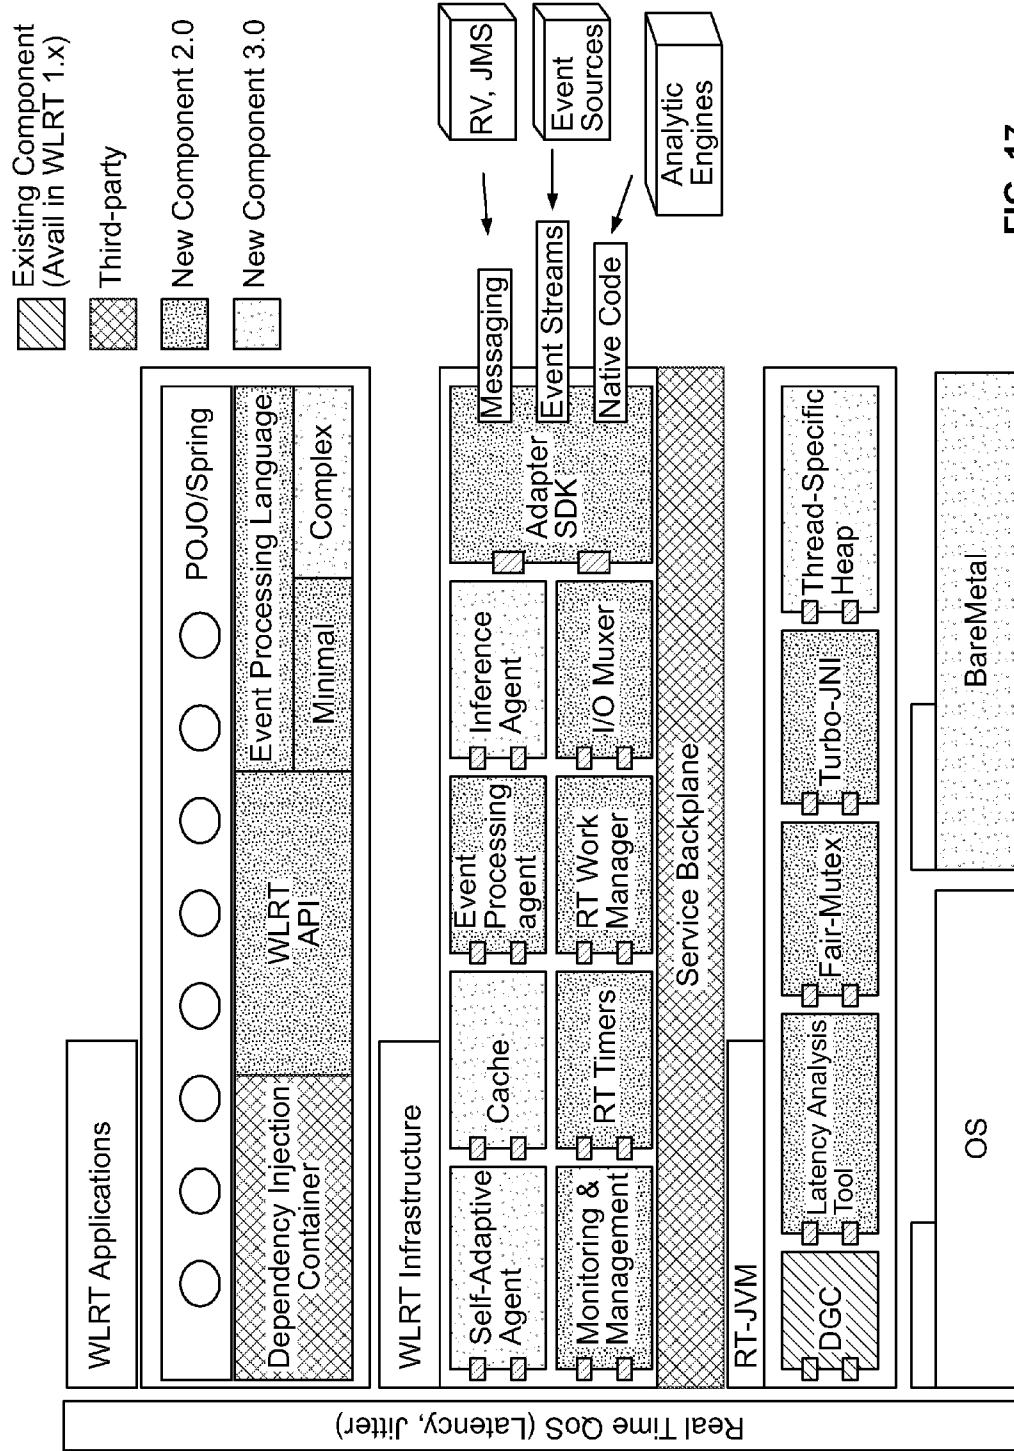 Existing Component
(Avail in WLRT 1.x)
Third-party
New Component 2.0
New Component 3.0
WLRT Applications
POJO/Spring
Dependency Injection
Container
WLRT
API
Event Processing Language
Minimal
Complex
WLRT Infrastructure
Self-Adaptive
Agent
Cache
Event
Processing
agent
Inference
Agent
Adapter
SDK
Messaging
Event Streams
Native Code
RV, JMS
Event
Sources
Analytic
Engines
Monitoring &
Management
RT Timers
RT Work
Manager
I/O Muxer
Service Backplane
RT-JVM
DGC
Latency Analysis
Tool
Fair-Mutex
Turbo-JNI
Thread-Specific
Heap
OS
BareMetal
Real Time QoS (Latency, Jitter)
FIG. 17